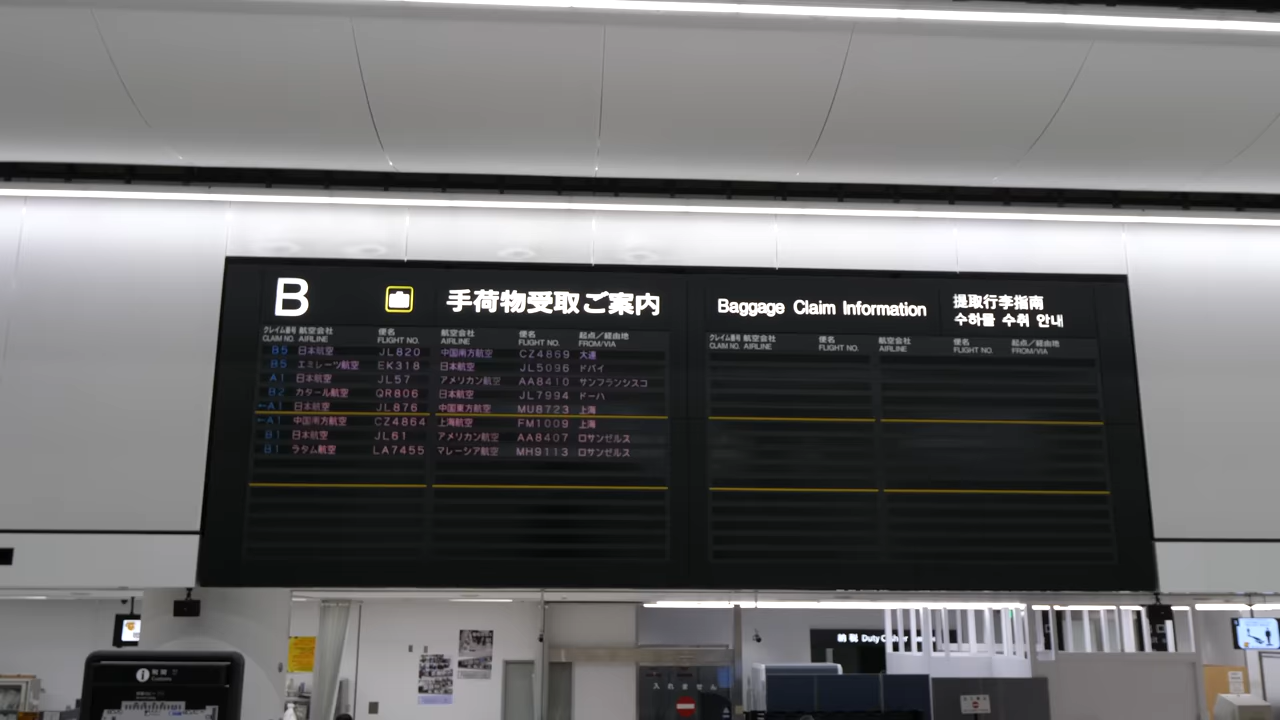 B 手荷物受取ご案内 Baggage Claim Information 提取行李指南
수하물 수취 안내
クレイム番号 航空会社 便名 航空会社 便名 起点／経由地 クレイム番号 航空会社 便名 航空会社 便名 起点／経由地
CLAIM NO. AIRLINE FLIGHT NO. AIRLINE FLIGHT NO. FROM/VIA CLAIM NO. AIRLINE FLIGHT NO. AIRLINE FLIGHT NO. FROM/VIA
B5 日本航空 JL820 中国南方航空 CZ4869 大連
B5 エミレーツ航空 EK318 日本航空 JL5096 ドバイ
A1 日本航空 JL57 アメリカン航空 AA8410 サンフランシスコ
B2 カタール航空 QR806 日本航空 JL7994 ドーハ
←A1 日本航空 JL876 中国東方航空 MU8723 上海
←A1 中国南方航空 CZ4864 上海航空 FM1009 上海
B1 日本航空 JL61 アメリカン航空 AA8407 ロサンゼルス
B1 ラタム航空 LA7455 マレーシア航空 MH9113 ロサンゼルス
納税 Duty
入れません
Customs